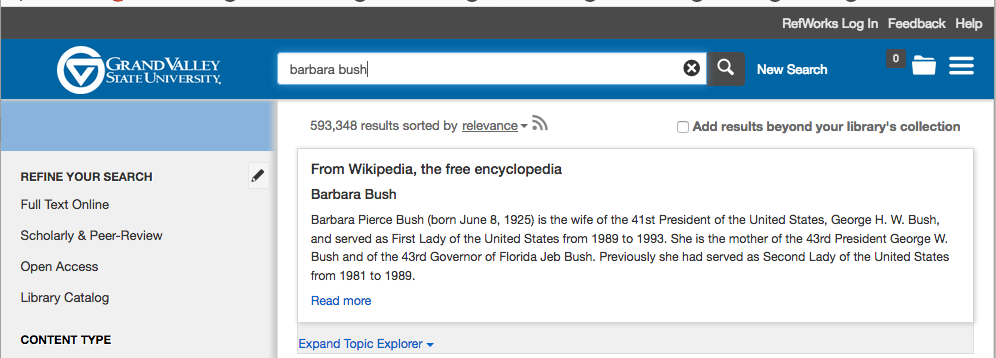 RefWorks Log In Feedback Help
GRAND VALLEY
STATE UNIVERSITY.
barbara bush
New Search
0
593,348 results sorted by relevance
Add results beyond your library's collection
REFINE YOUR SEARCH
Full Text Online
Scholarly & Peer-Review
Open Access
Library Catalog
CONTENT TYPE
From Wikipedia, the free encyclopedia
Barbara Bush
Barbara Pierce Bush (born June 8, 1925) is the wife of the 41st President of the United States, George H. W. Bush,
and served as First Lady of the United States from 1989 to 1993. She is the mother of the 43rd President George W.
Bush and of the 43rd Governor of Florida Jeb Bush. Previously she had served as Second Lady of the United States
from 1981 to 1989.
Read more
Expand Topic Explorer